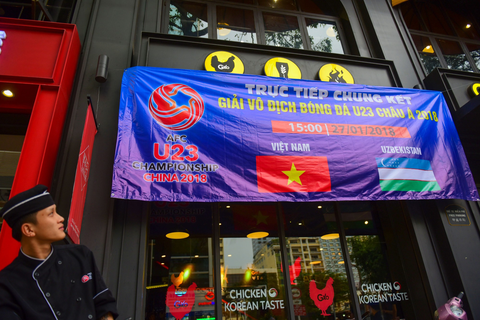 TRỰC TIẾP CHUNG KẾT
GIẢI VÔ ĐỊCH BÓNG ĐÁ U23 CHÂU Á 2018
15:00 27/01/2018
VIỆT NAM
UZBEKISTAN
AFC
U23
CHAMPIONSHIP
CHINA 2018
CHICKEN
KOREAN TASTE
CHICKEN
KOREAN TASTE